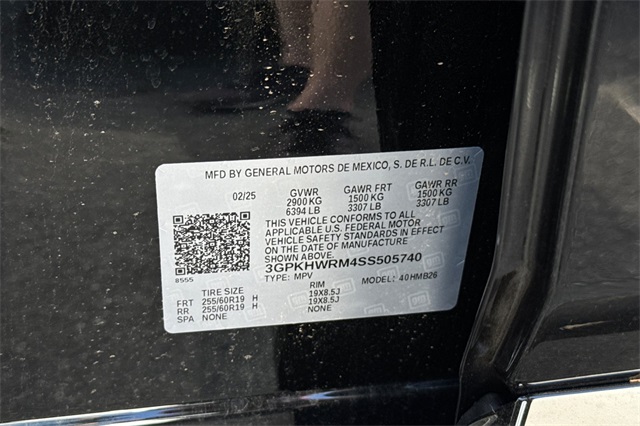 MFD BY GENERAL MOTORS DE MEXICO, S. DE R.L. DE C.V.
02/25 GVWR GAWR FRT GAWR RR
2900 KG 1500 KG 1500 KG
6394 LB 3307 LB 3307 LB
THIS VEHICLE CONFORMS TO ALL
APPLICABLE U.S. FEDERAL MOTOR
VEHICLE SAFETY STANDARDS IN EFFECT
ON THE DATE OF MANUFACTURE
SHOWN ABOVE.
3GPKHWRM4SS505740
8555 TYPE: MPV MODEL: 40HMB26
TIRE SIZE RIM
FRT 255/60R19 H 19X8.5J
RR 255/60R19 H 19X8.5J
SPA NONE NONE